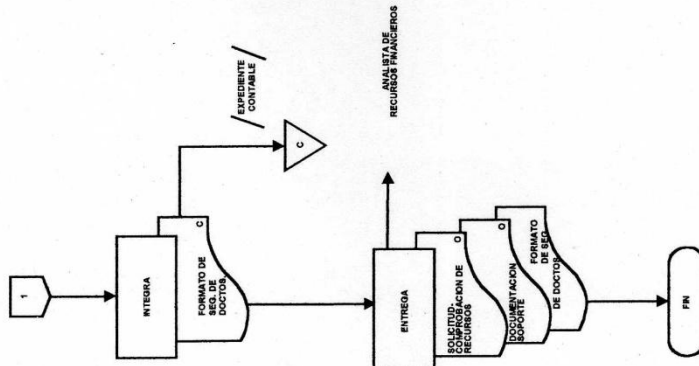 1
INTEGRA
FORMATO DE
SEG. DE
DOCTOS.
C
EXPEDIENTE
CONTABLE
C
ANALISTA DE
RECURSOS FINANCIEROS
ENTREGA
SOLICITUD-
COMPROBACION DE
RECURSOS
O
DOCUMENTACION
SOPORTE
O
FORMATO
DE SEG.
DE DOCTOS
FIN